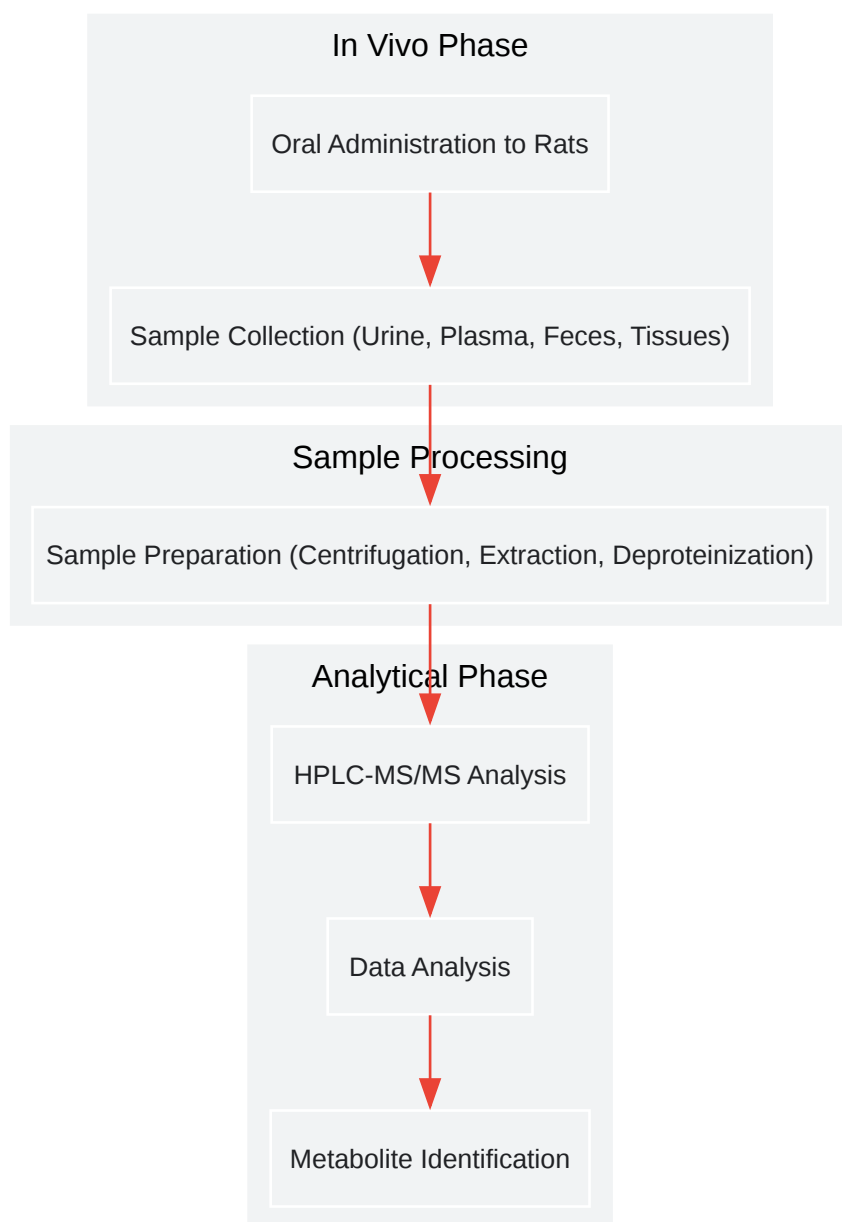 In Vivo Phase
Oral Administration to Rats
Sample Collection (Urine, Plasma, Feces, Tissues)
Sample Processing
Sample Preparation (Centrifugation, Extraction, Deproteinization)
Analytical Phase
HPLC-MS/MS Analysis
Data Analysis
Metabolite Identification